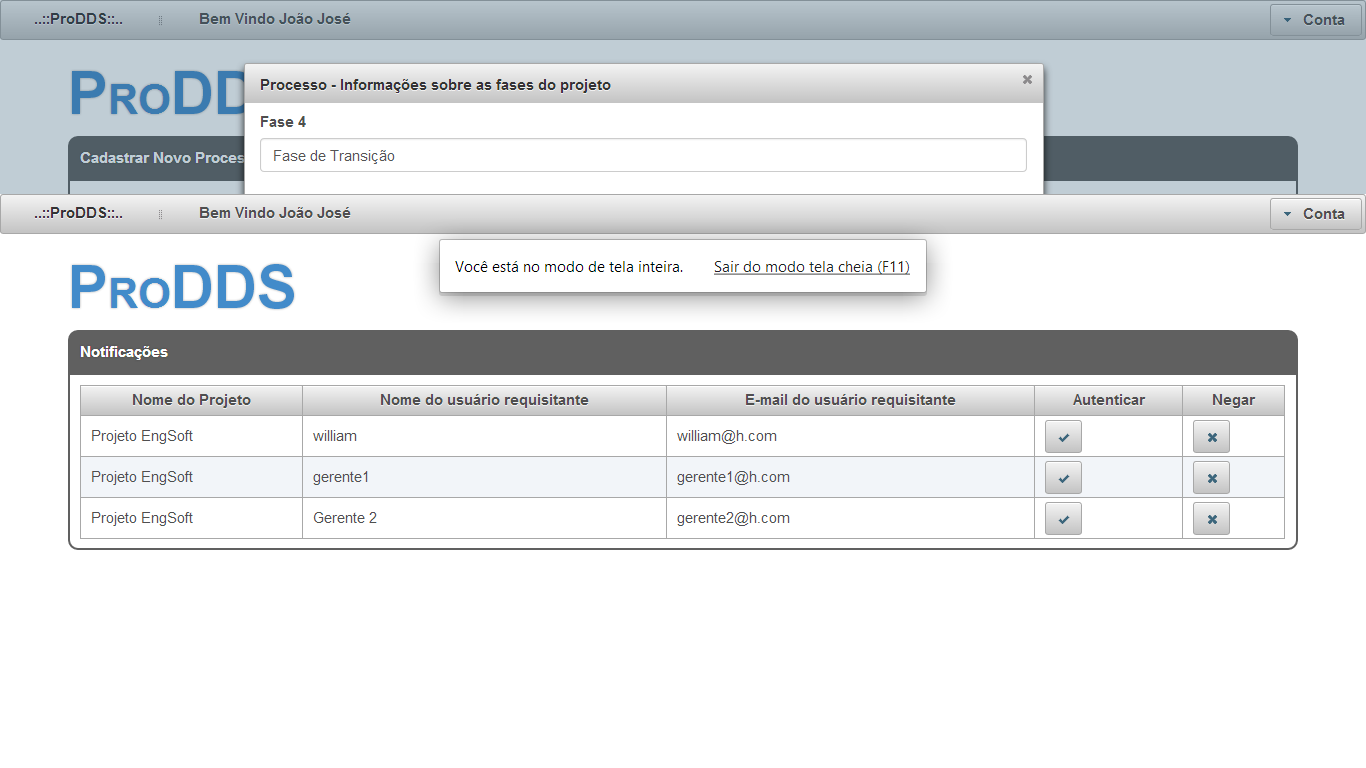 ..::ProDDS::.. Bem Vindo João José Conta
ProDDS
Processo - Informações sobre as fases do projeto
Fase 4
Cadastrar Novo Proces
Fase de Transição
..::ProDDS::.. Bem Vindo João José Conta
Você está no modo de tela inteira. Sair do modo tela cheia (F11)
ProDDS
Notificações
Nome do Projeto Nome do usuário requisitante E-mail do usuário requisitante Autenticar Negar
Projeto EngSoft william william@h.com
Projeto EngSoft gerente1 gerente1@h.com
Projeto EngSoft Gerente 2 gerente2@h.com